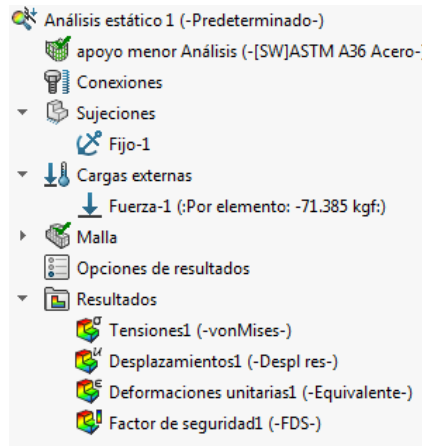 Análisis estático 1 (-Predeterminado-)
apoyo menor Análisis (-[SW]ASTM A36 Acero-)
Conexiones
Sujeciones
Fijo-1
Cargas externas
Fuerza-1 (:Por elemento: -71.385 kgf:)
Malla
Opciones de resultados
Resultados
Tensiones1 (-vonMises-)
Desplazamientos1 (-Despl res-)
Deformaciones unitarias1 (-Equivalente-)
Factor de seguridad1 (-FDS-)